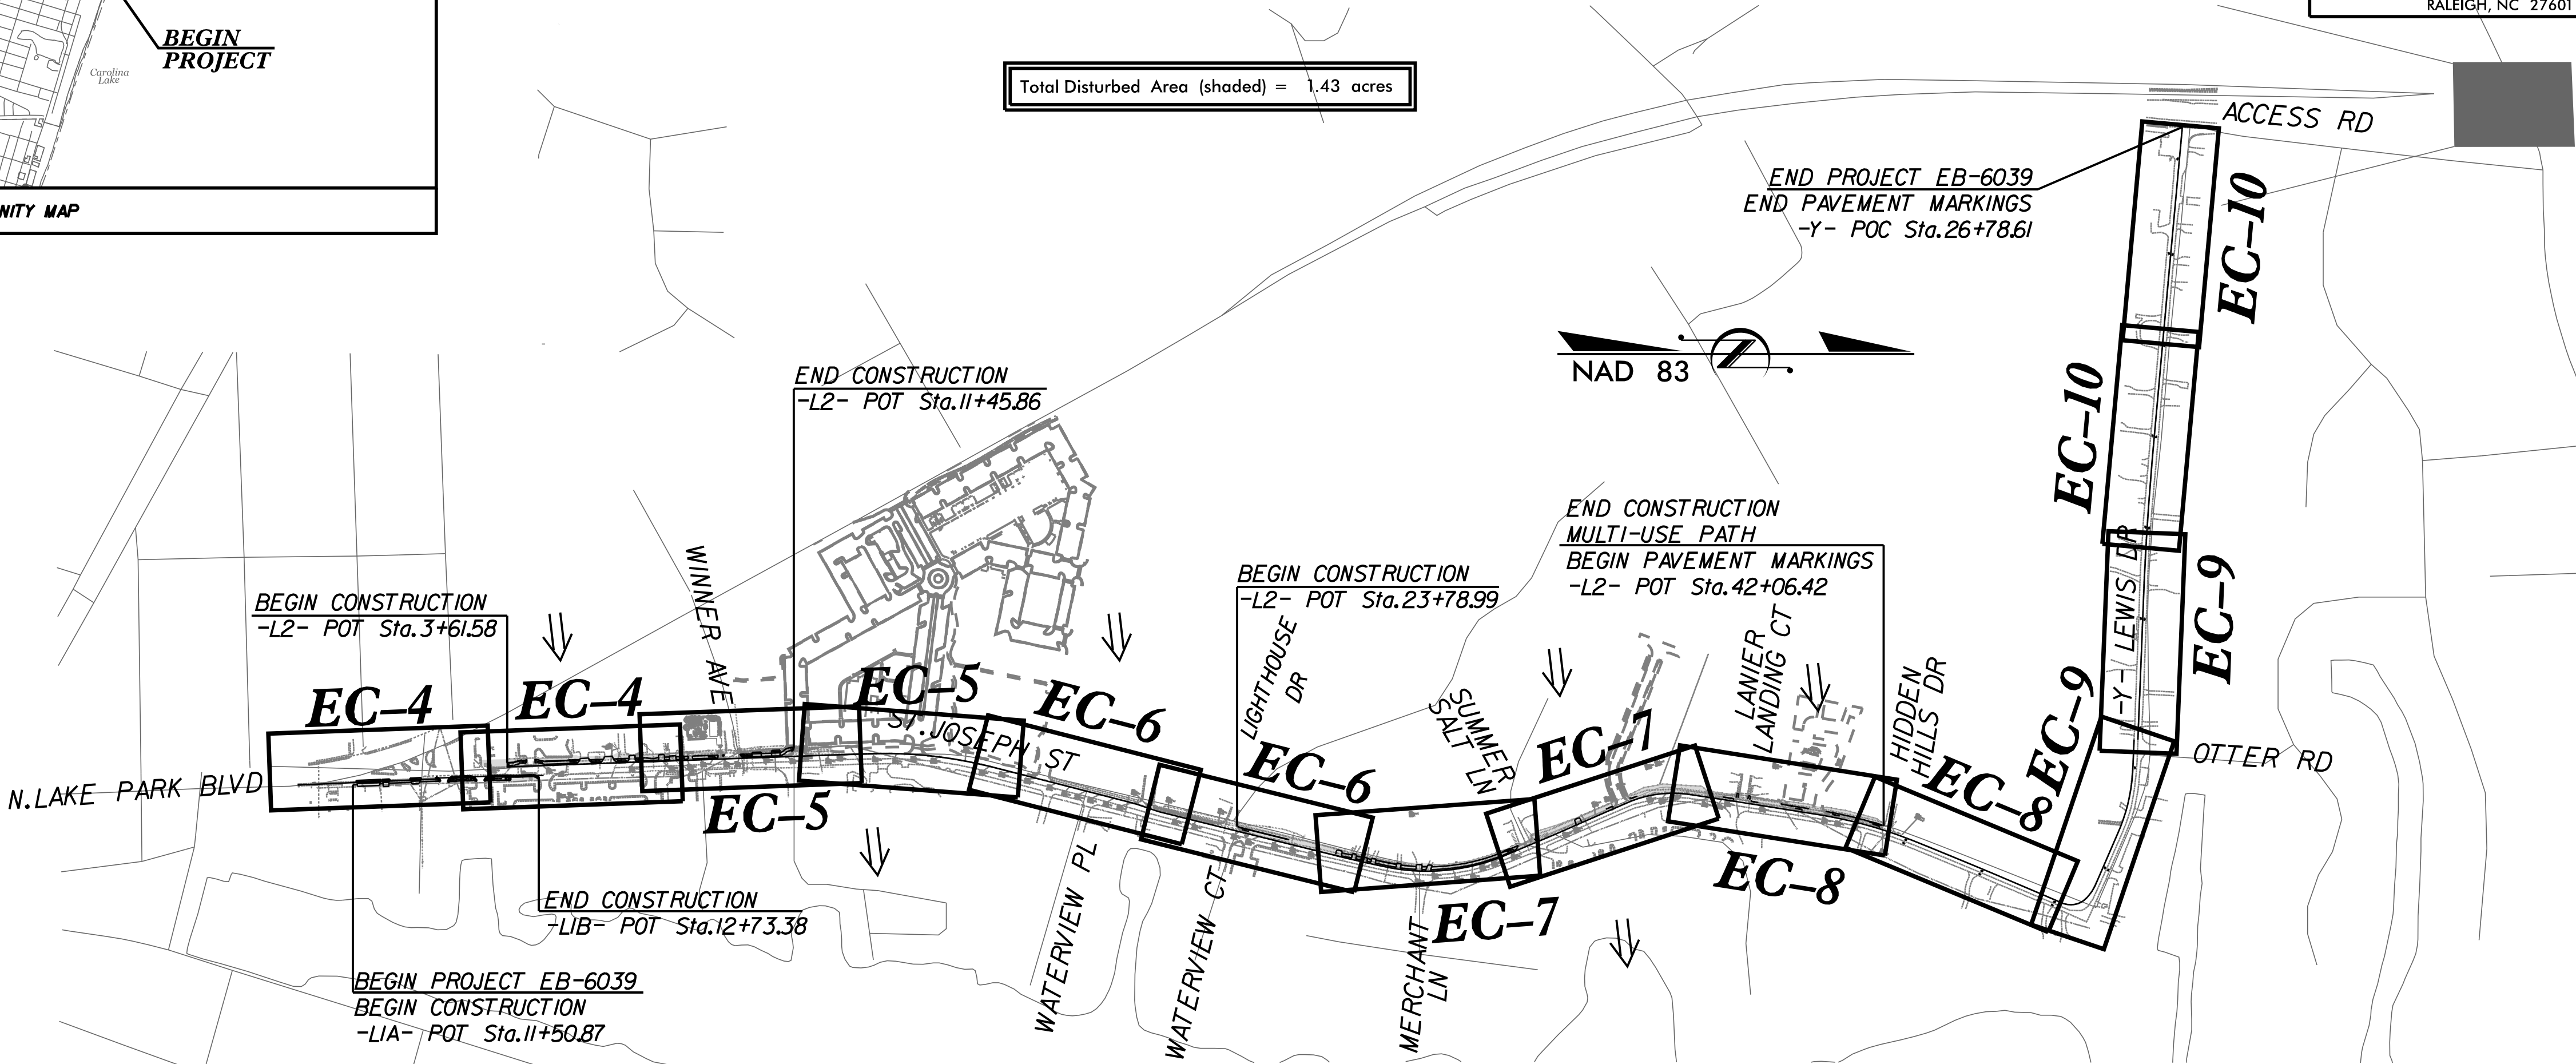 BEGIN
PROJECT
Carolina
Lake
NITY MAP
Total Disturbed Area (shaded) = 1.43 acres
RALEIGH, NC 27601
ACCESS RD
END PROJECT EB-6039
END PAVEMENT MARKINGS
-Y- POC Sta.26+78.61
EC-10
NAD 83
EC-10
END CONSTRUCTION
-L2- POT Sta.11+45.86
END CONSTRUCTION
MULTI-USE PATH
BEGIN PAVEMENT MARKINGS
-L2- POT Sta.42+06.42
BEGIN CONSTRUCTION
-L2- POT Sta.23+78.99
BEGIN CONSTRUCTION
-L2- POT Sta.3+61.58
WINNER AVE
LIGHTHOUSE
DR
SUMMER
SALT LN
LANIER
LANDING CT
HIDDEN
HILLS DR
-Y- LEWIS DR
EC-9
EC-9
OTTER RD
N.LAKE PARK BLVD
EC-4
EC-4
EC-5
EC-5
ST.JOSEPH ST
EC-6
EC-6
EC-7
EC-7
EC-8
EC-8
WATERVIEW PL
WATERVIEW CT
MERCHANT
LN
END CONSTRUCTION
-L1B- POT Sta.12+73.38
BEGIN PROJECT EB-6039
BEGIN CONSTRUCTION
-L1A- POT Sta.11+50.87